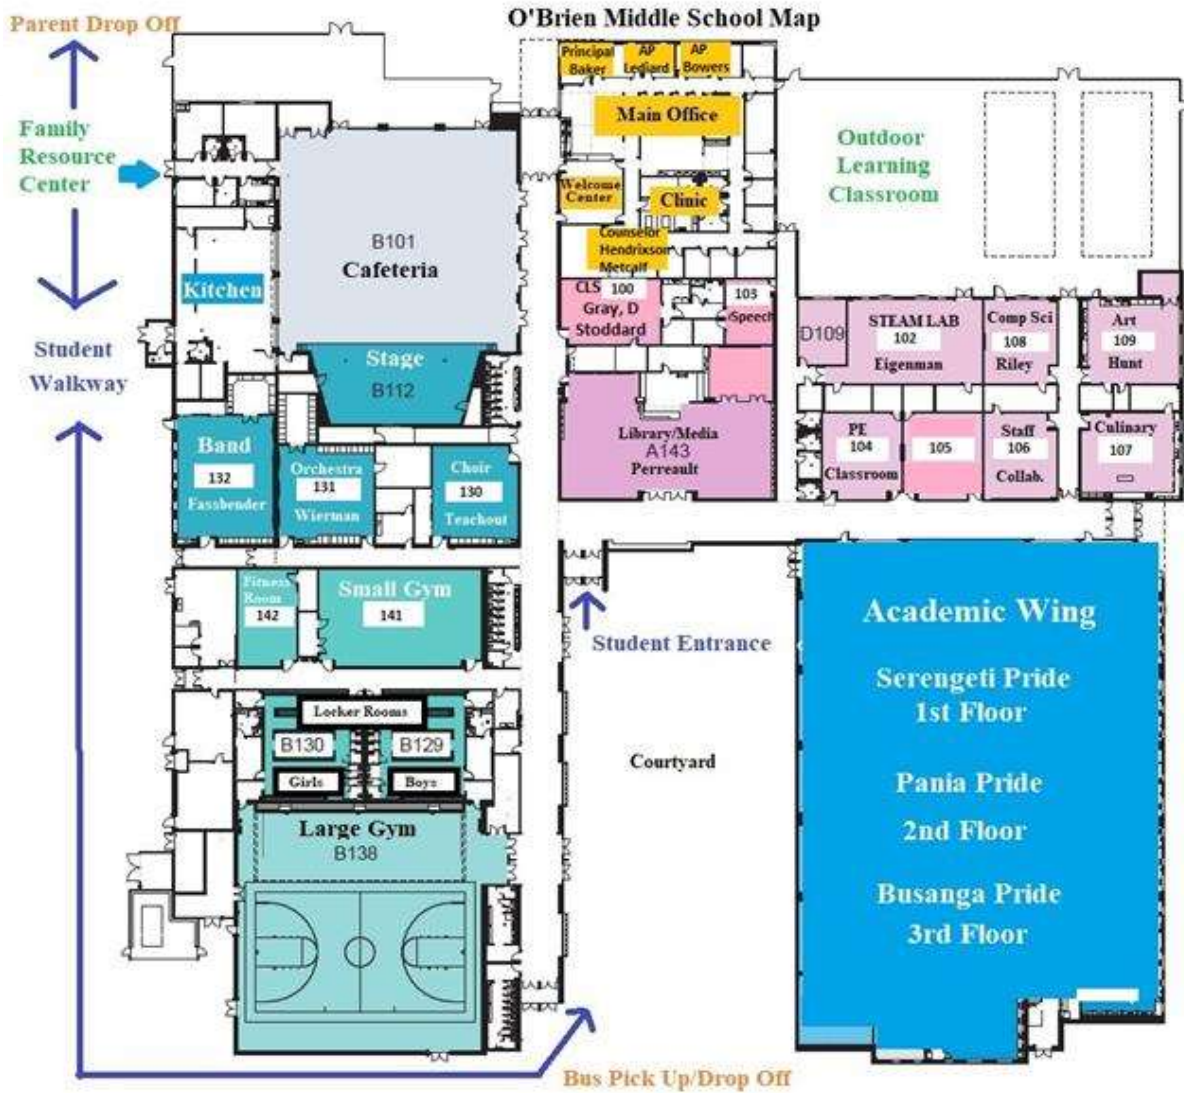 O'Brien Middle School Map
Parent Drop Off
Family
Resource
Center
Student
Walkway
Principal
Baker
AP
Lediard
AP
Bowers
Main Office
Welcome
Center
Clinic
Counselor
Hendrixson
Metcalf
Outdoor
Learning
Classroom
B101
Cafeteria
Kitchen
Stage
B112
CLS 100
Gray, D
Stoddard
103
Speech
D109
STEAM LAB
102
Eigenman
Comp Sci
108
Riley
Art
109
Hunt
Library/Media
A143
Perreault
PE
104
Classroom
105
Staff
106
Collab.
Culinary
107
Band
132
Fassbender
Orchestra
131
Wierman
Choir
130
Teachout
Fitness
Room
142
Small Gym
141
Student Entrance
Locker Rooms
B130
B129
Girls
Boys
Large Gym
B138
Courtyard
Academic Wing
Serengeti Pride
1st Floor
Pania Pride
2nd Floor
Busanga Pride
3rd Floor
Bus Pick Up/Drop Off